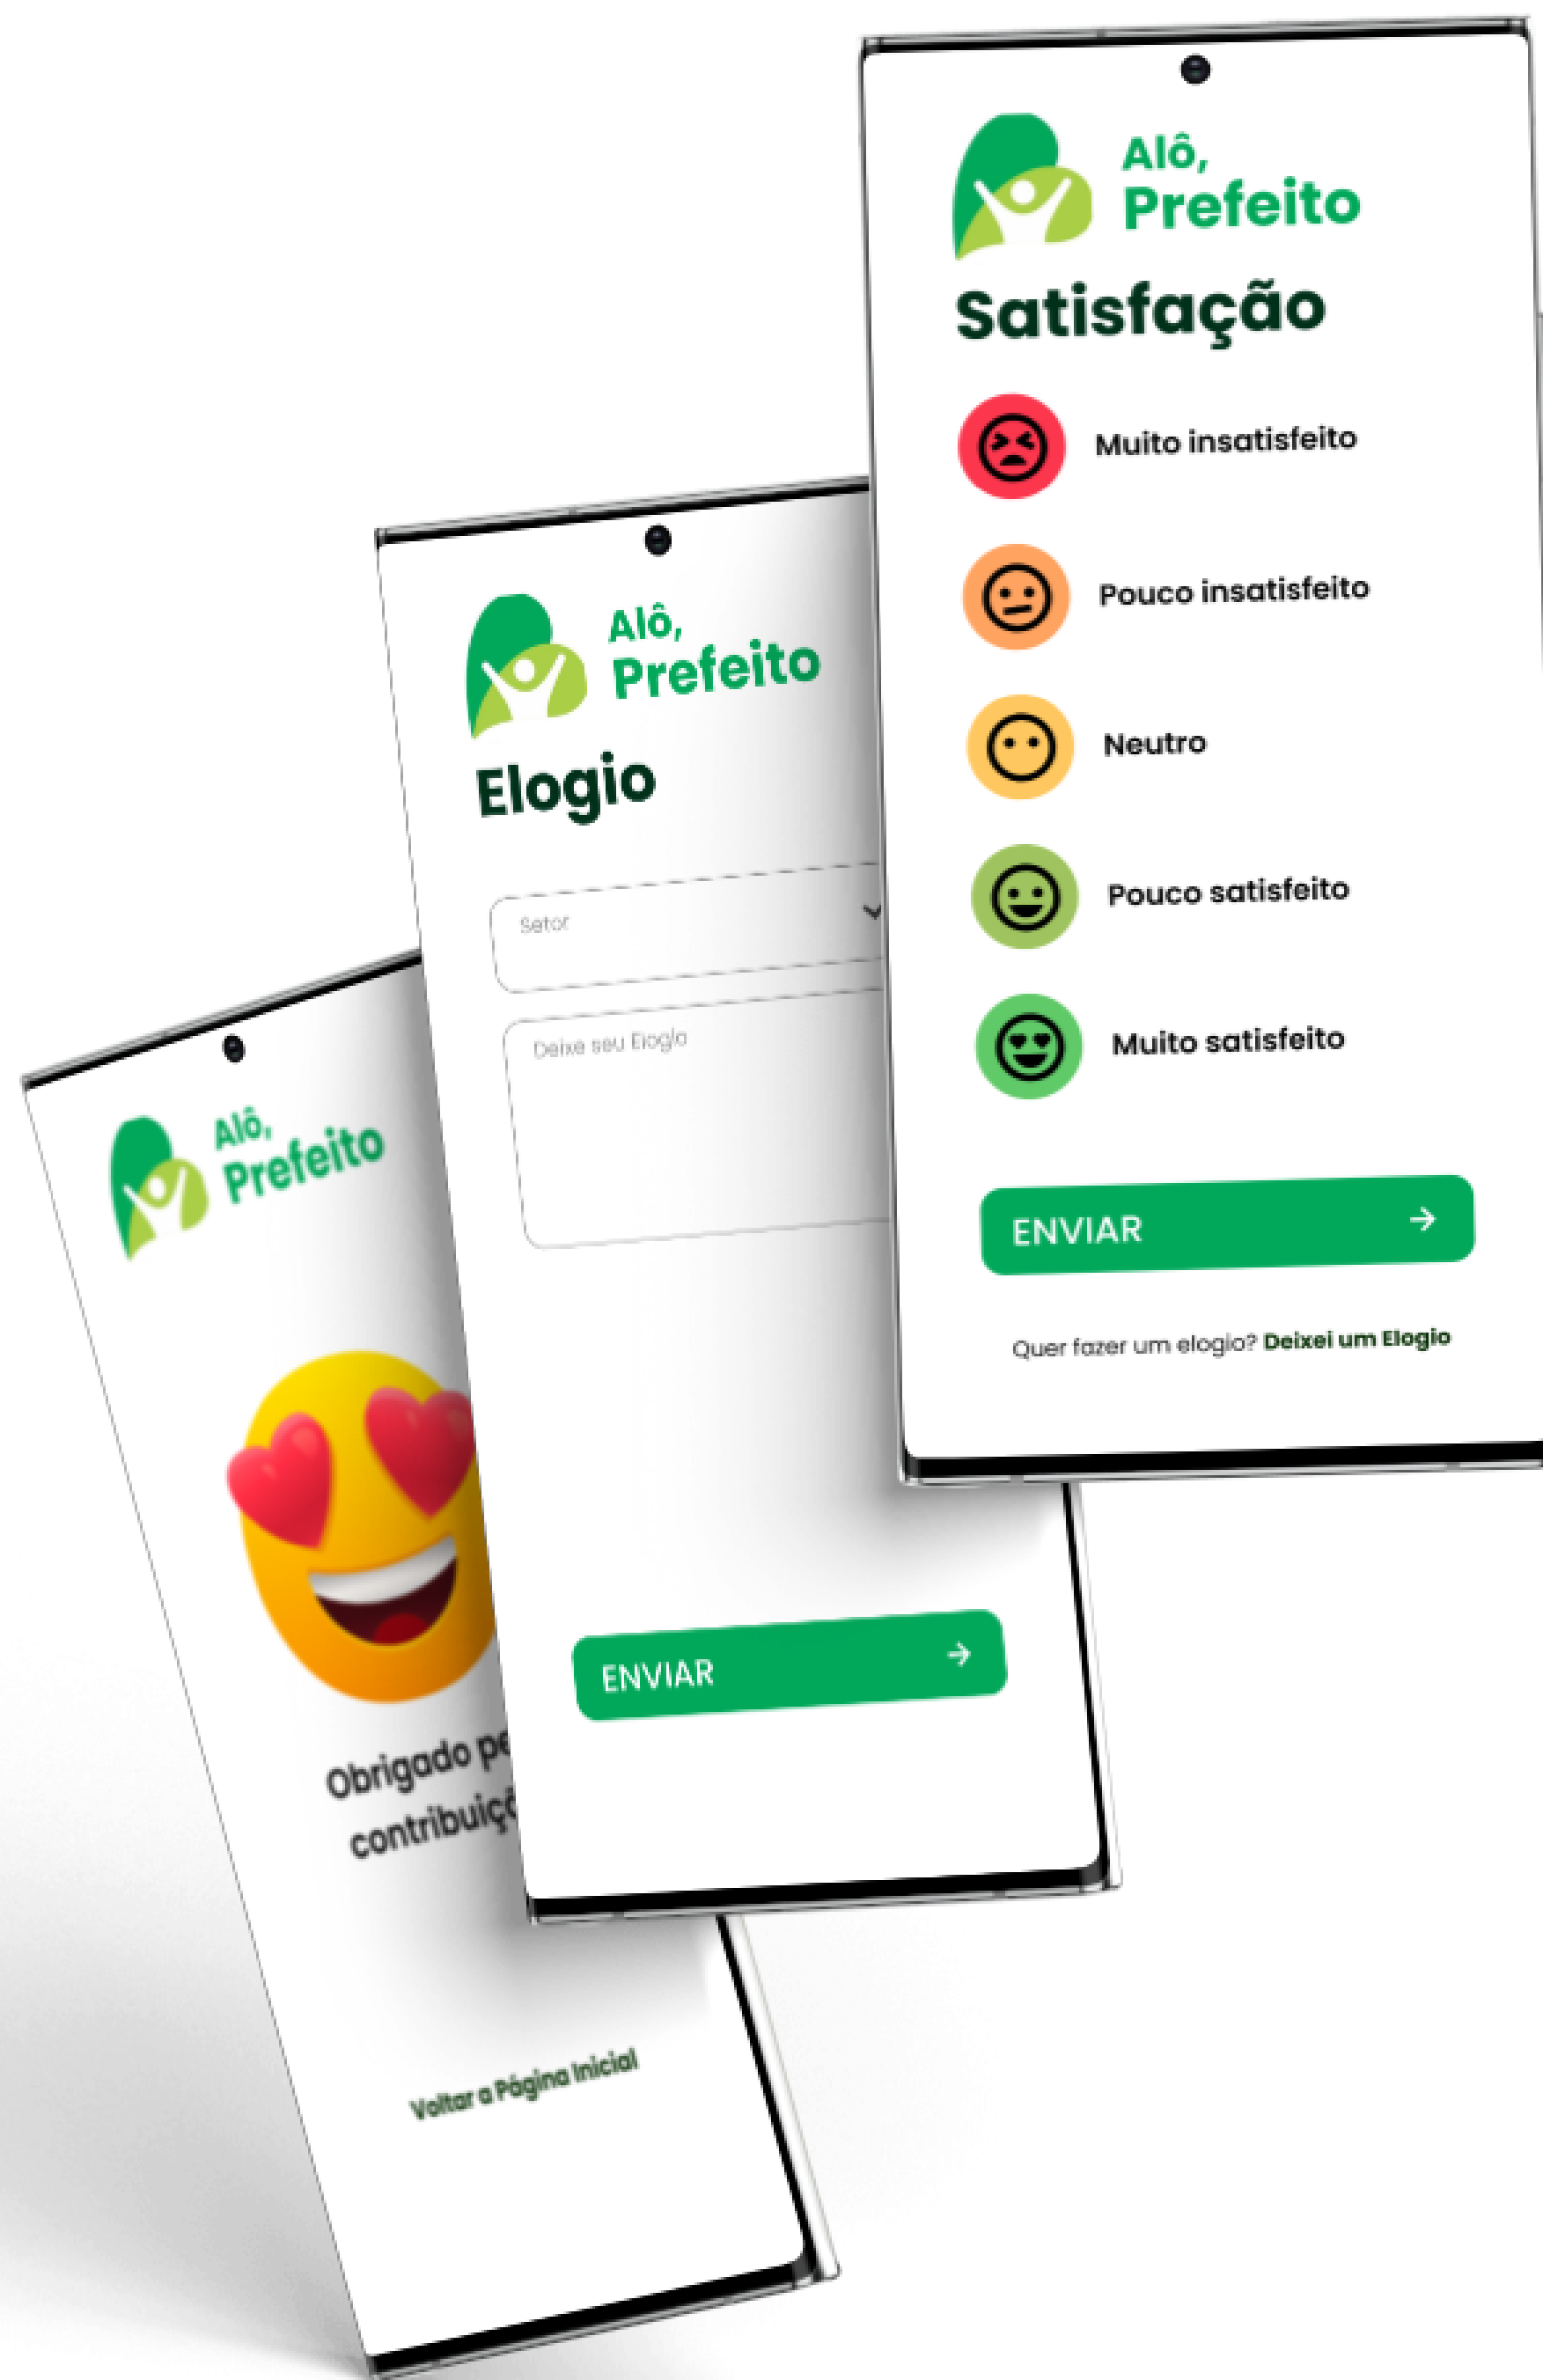 Alô,
Prefeito
Satisfação
Muito insatisfeito
Pouco insatisfeito
Neutro
Pouco satisfeito
Muito satisfeito
ENVIAR
Quer fazer um elogio? Deixei um Elogio
Alô,
Prefeito
Elogio
Setor
Deixe seu Elogio
ENVIAR
Alô,
Prefeito
Obrigado
Voltar a Página Inicial